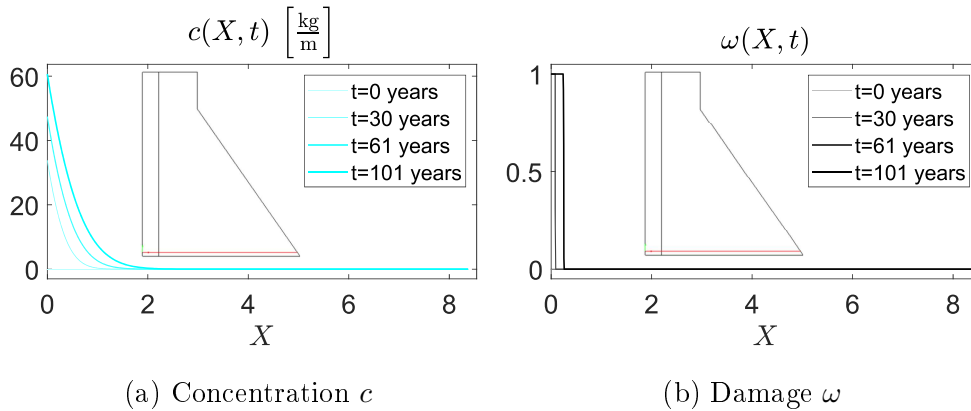 c(X, t) [kg/m]
60
40
20
0
0 2 4 6 8
X
t=0 years
t=30 years
t=61 years
t=101 years
(a) Concentration c
ω(X, t)
1
0.5
0
0 2 4 6 8
X
t=0 years
t=30 years
t=61 years
t=101 years
(b) Damage ω